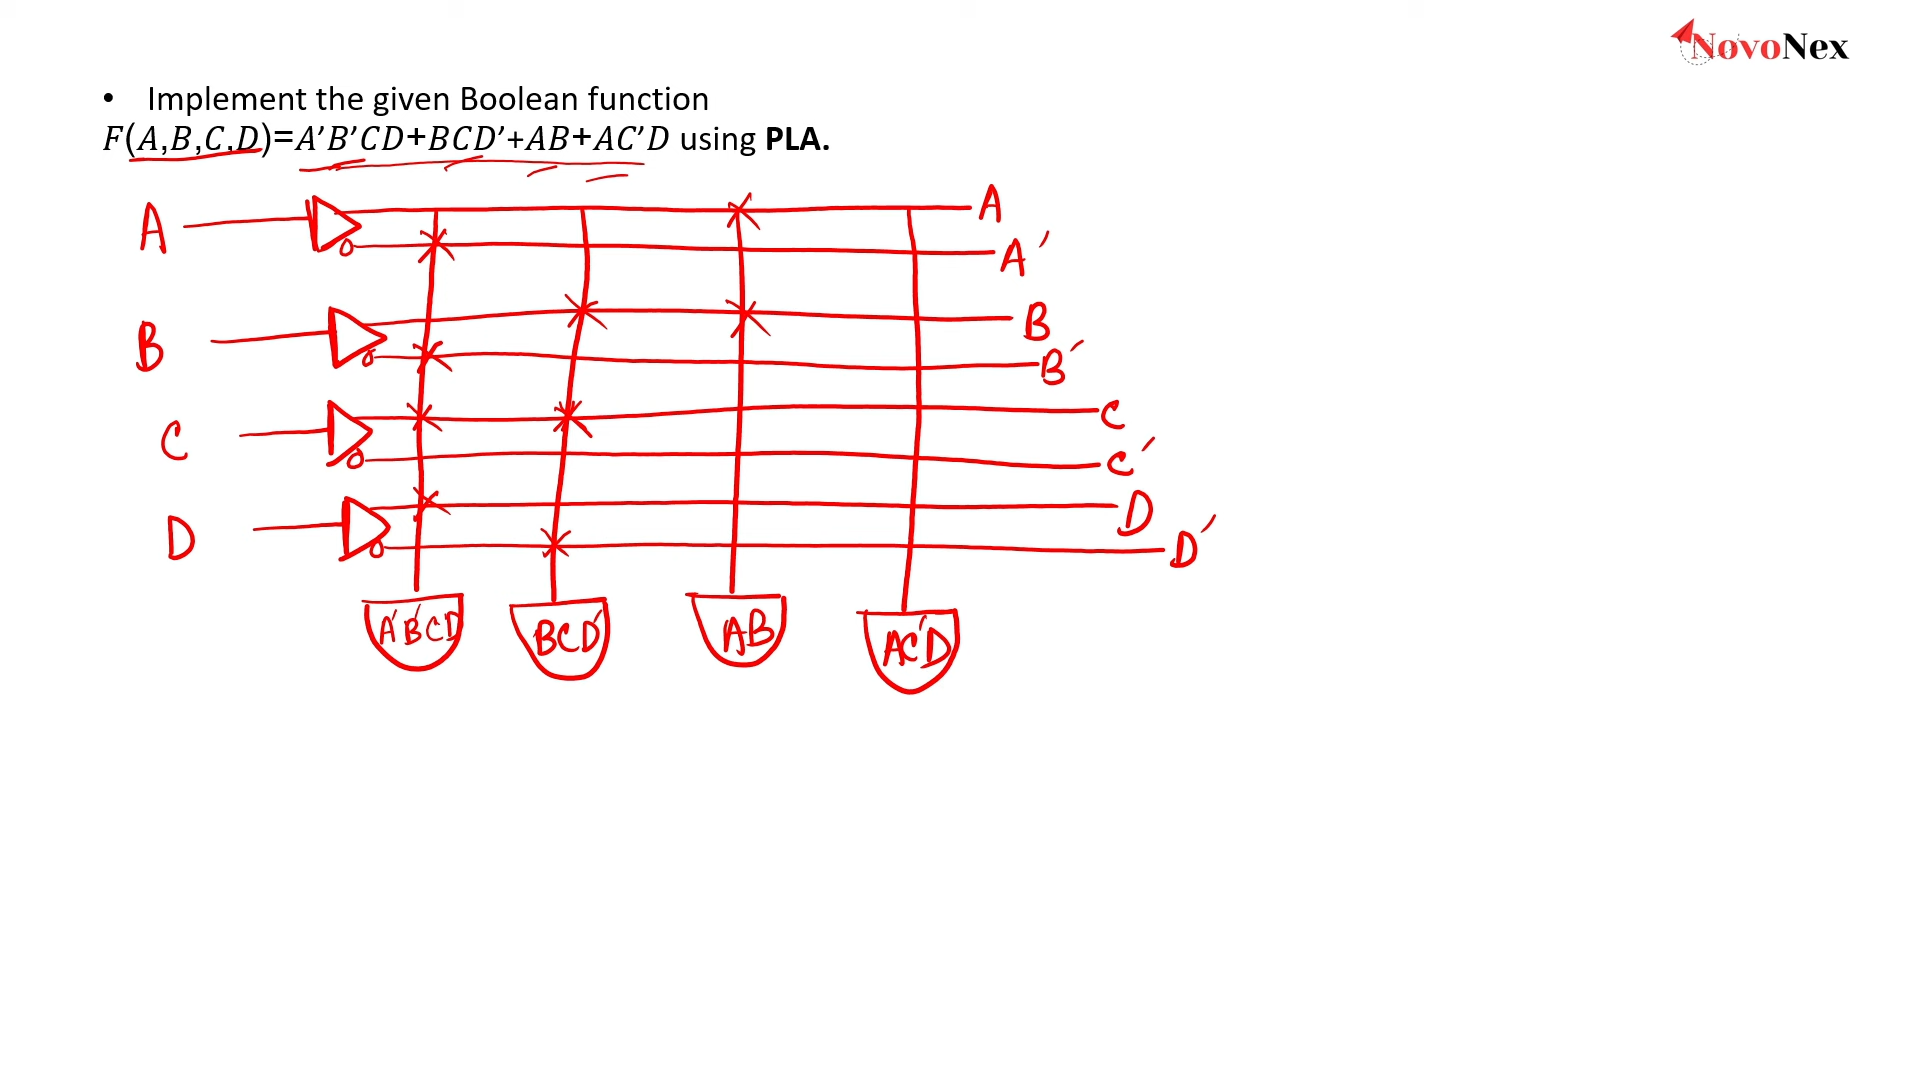 NovoNex
• Implement the given Boolean function
F(A,B,C,D)=A’B’CD+BCD’+AB+AC’D using PLA.
A
A
A'
B
B
B'
C
C
C'
D
D
D'
A'B'CD
BCD'
AB
AC'D